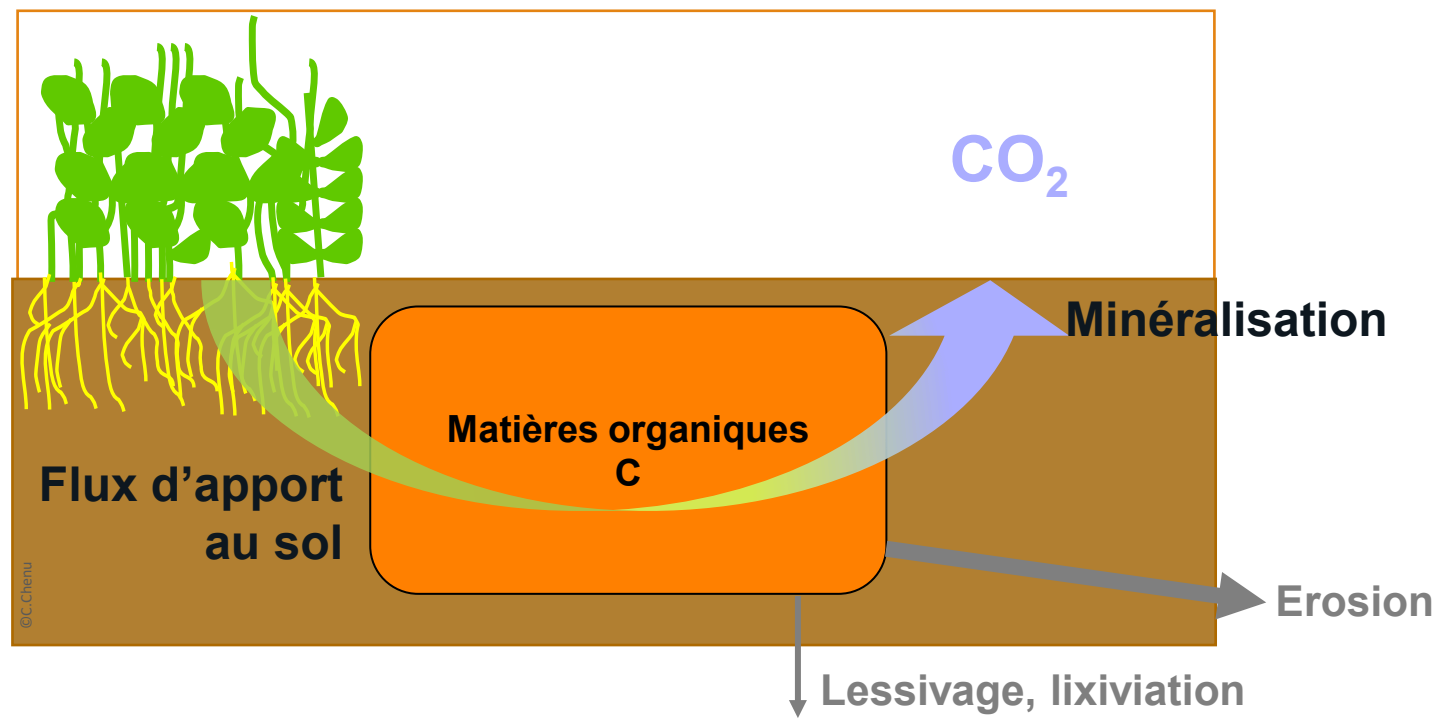 CO₂
Minéralisation
Matières organiques
C
Flux d’apport
au sol
©C.Chenu
Erosion
Lessivage, lixiviation